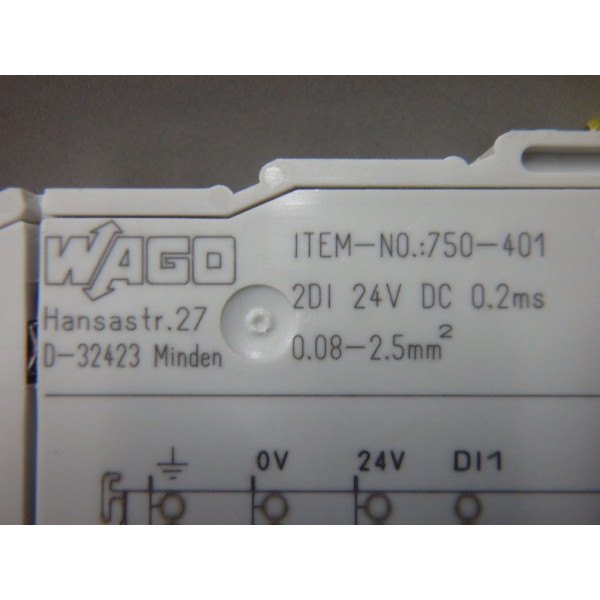 WAGO
Hansastr.27
D-32423 Minden
ITEM-NO.:750-401
2DI 24V DC 0.2ms
0.08-2.5mm²
0V 24V DI1